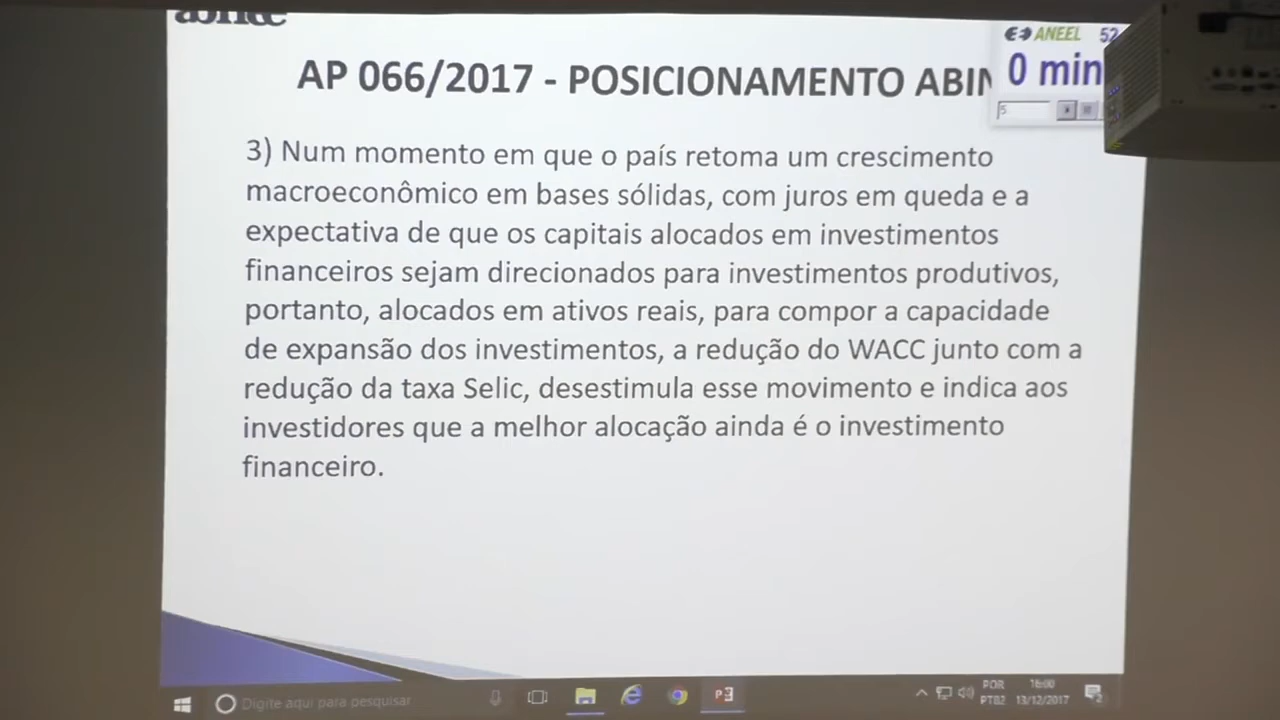 abinee
ANEEL 52
AP 066/2017 - POSICIONAMENTO ABIN
0 min
5
3) Num momento em que o país retoma um crescimento
macroeconômico em bases sólidas, com juros em queda e a
expectativa de que os capitais alocados em investimentos
financeiros sejam direcionados para investimentos produtivos,
portanto, alocados em ativos reais, para compor a capacidade
de expansão dos investimentos, a redução do WACC junto com a
redução da taxa Selic, desestimula esse movimento e indica aos
investidores que a melhor alocação ainda é o investimento
financeiro.
Digite aqui para pesquisar
POR
PTB2
13/12/2017